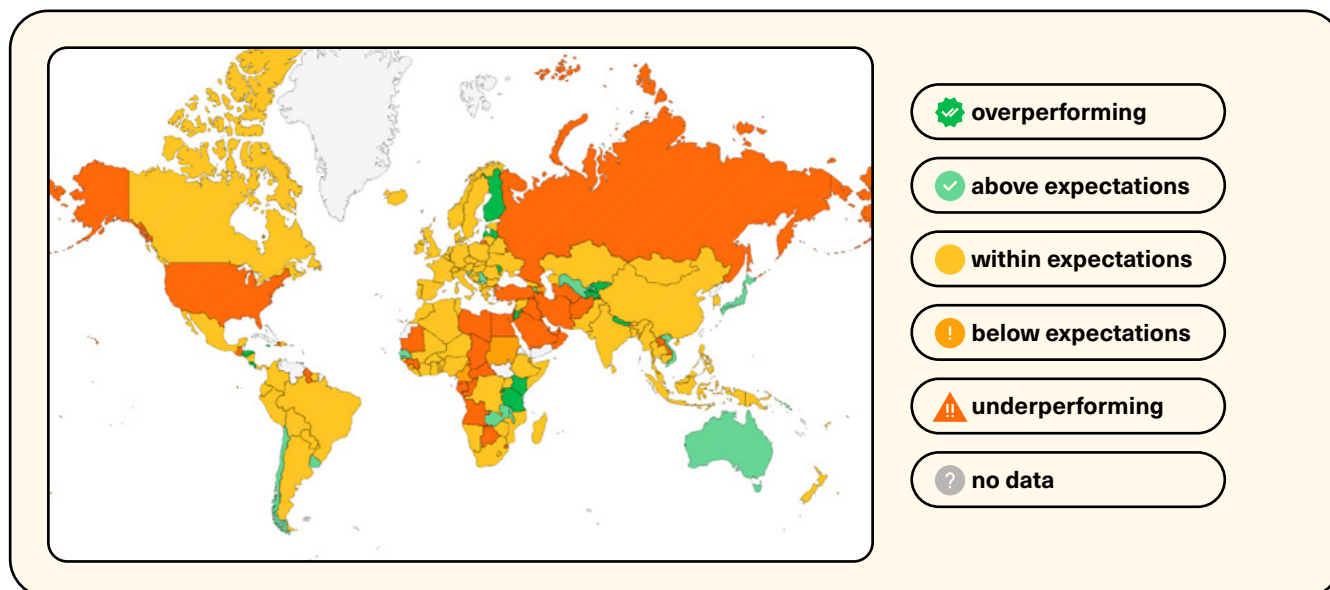 overperforming
above expectations
within expectations
! below expectations
!! underperforming
? no data